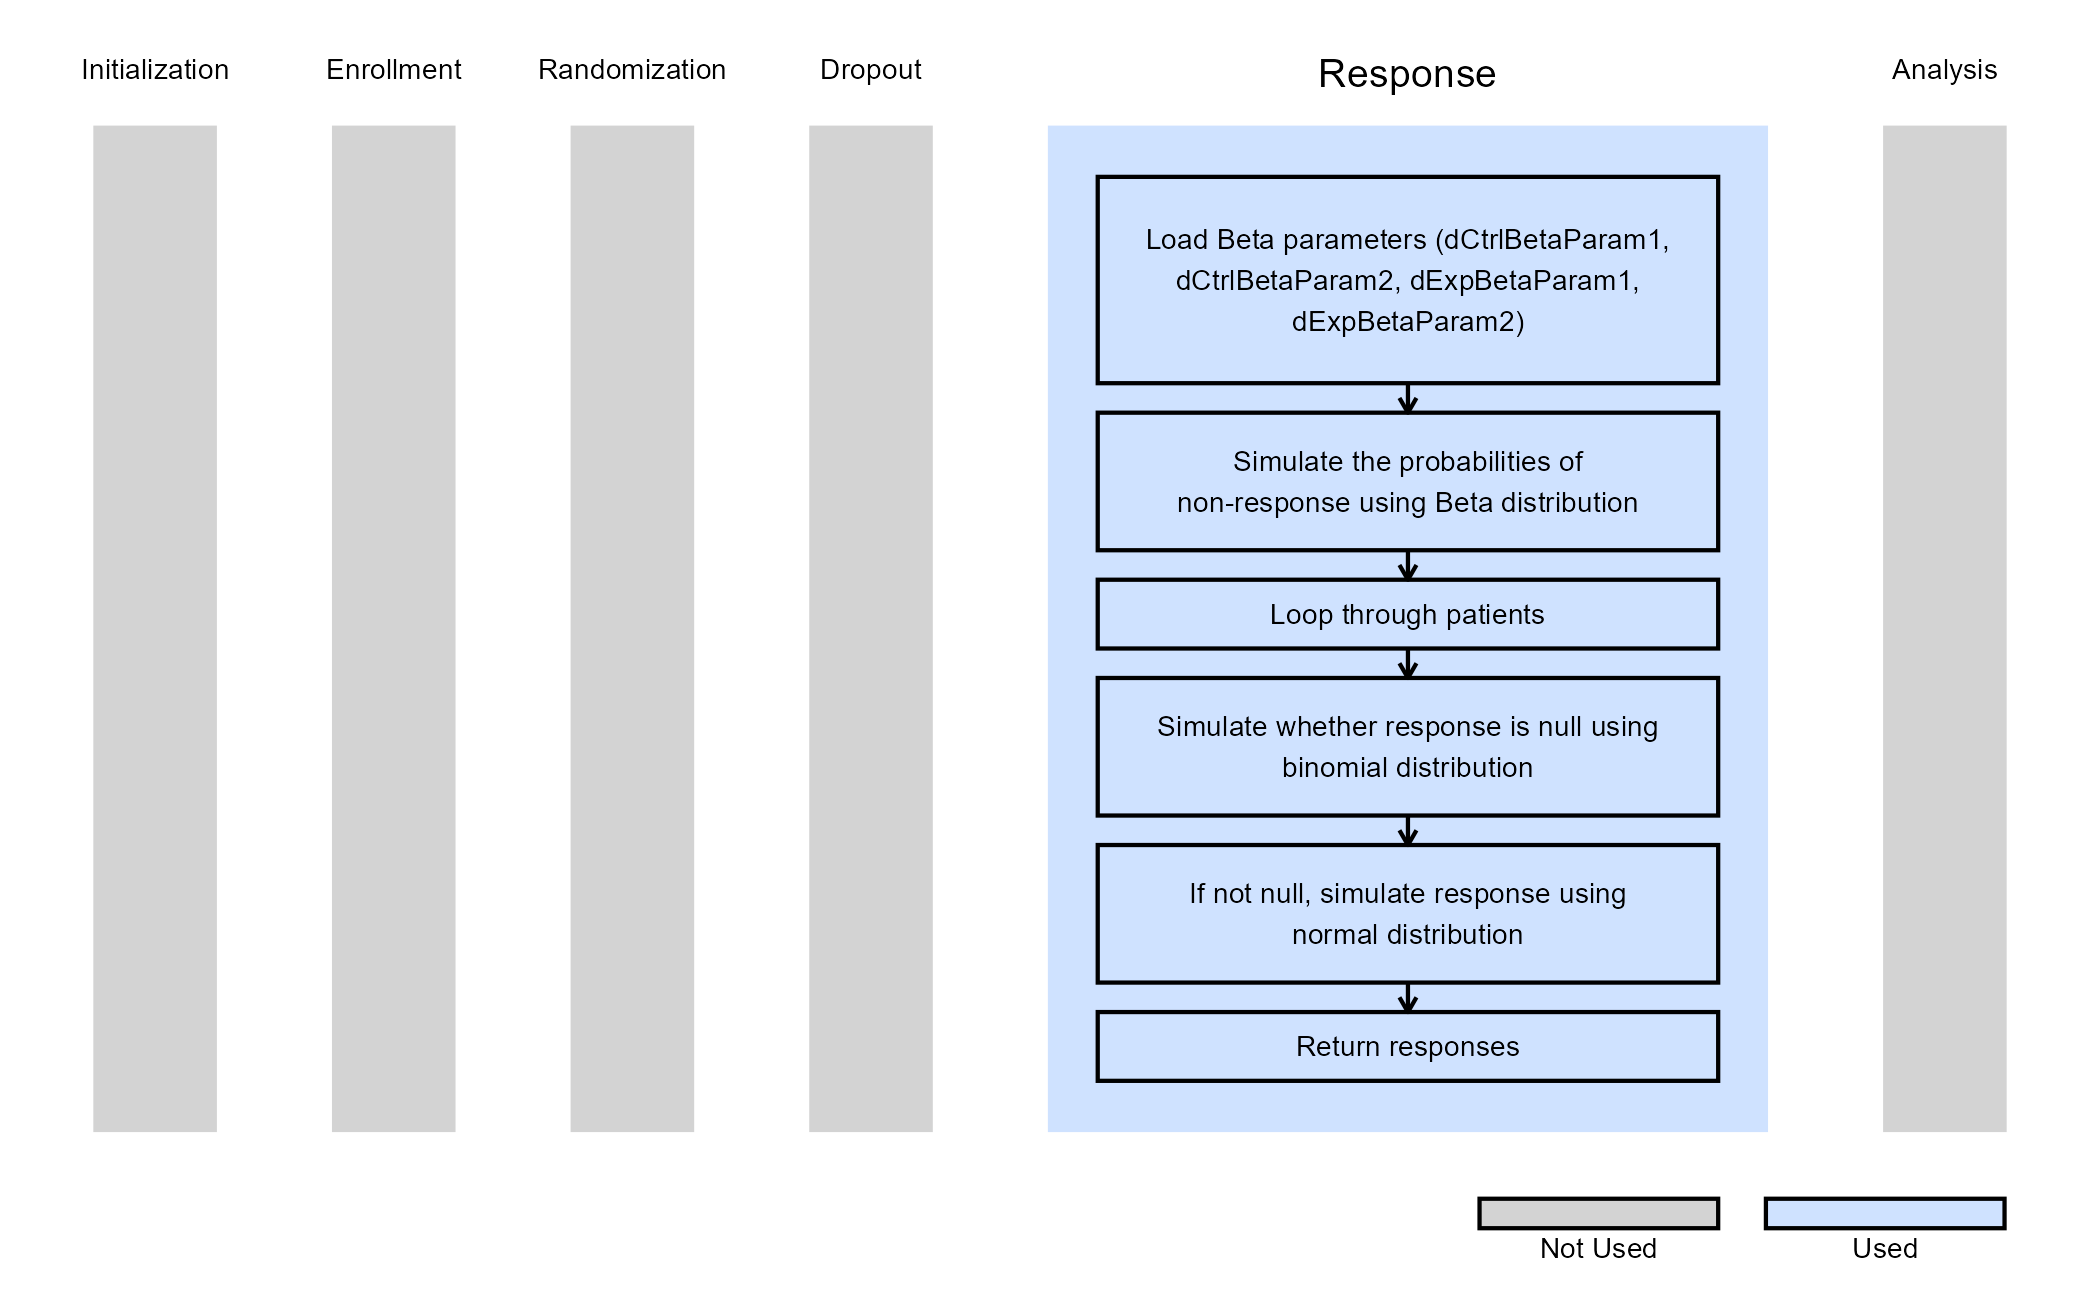 Initialization
Enrollment
Randomization
Dropout
Response
Analysis
Load Beta parameters (dCtrlBetaParam1,
dCtrlBetaParam2, dExpBetaParam1,
dExpBetaParam2)
Simulate the probabilities of
non-response using Beta distribution
Loop through patients
Simulate whether response is null using
binomial distribution
If not null, simulate response using
normal distribution
Return responses
Not Used
Used